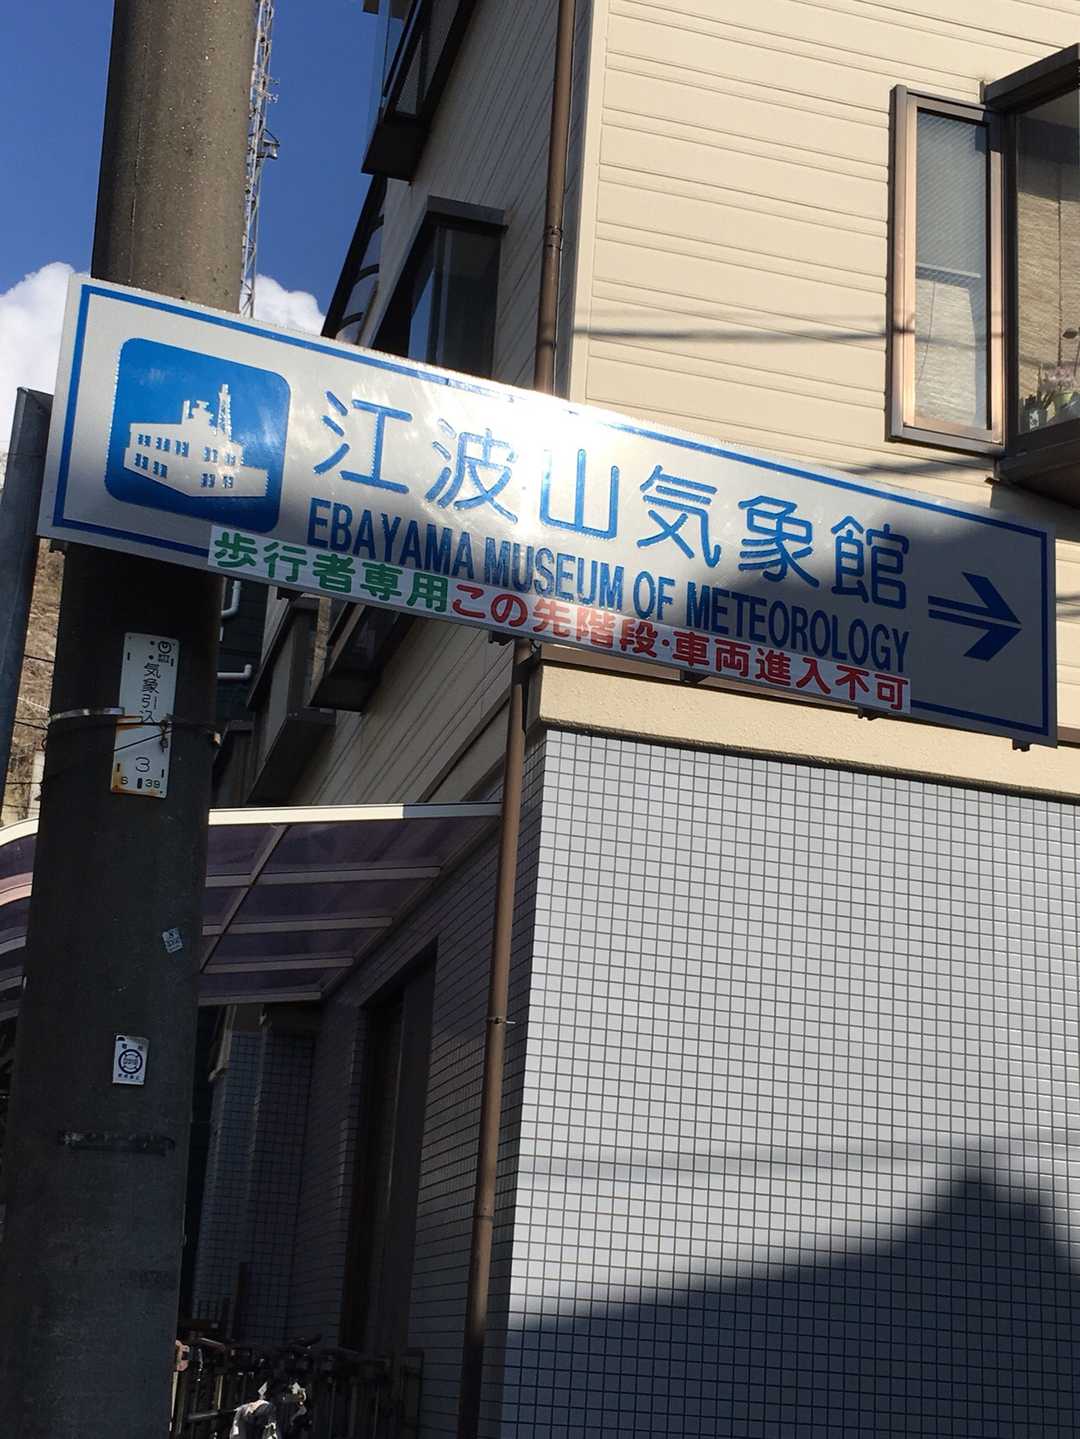 江波山気象館
EBAYAMA MUSEUM OF METEOROLOGY
歩行者専用この先階段・車両進入不可
気象引込
3
S 39